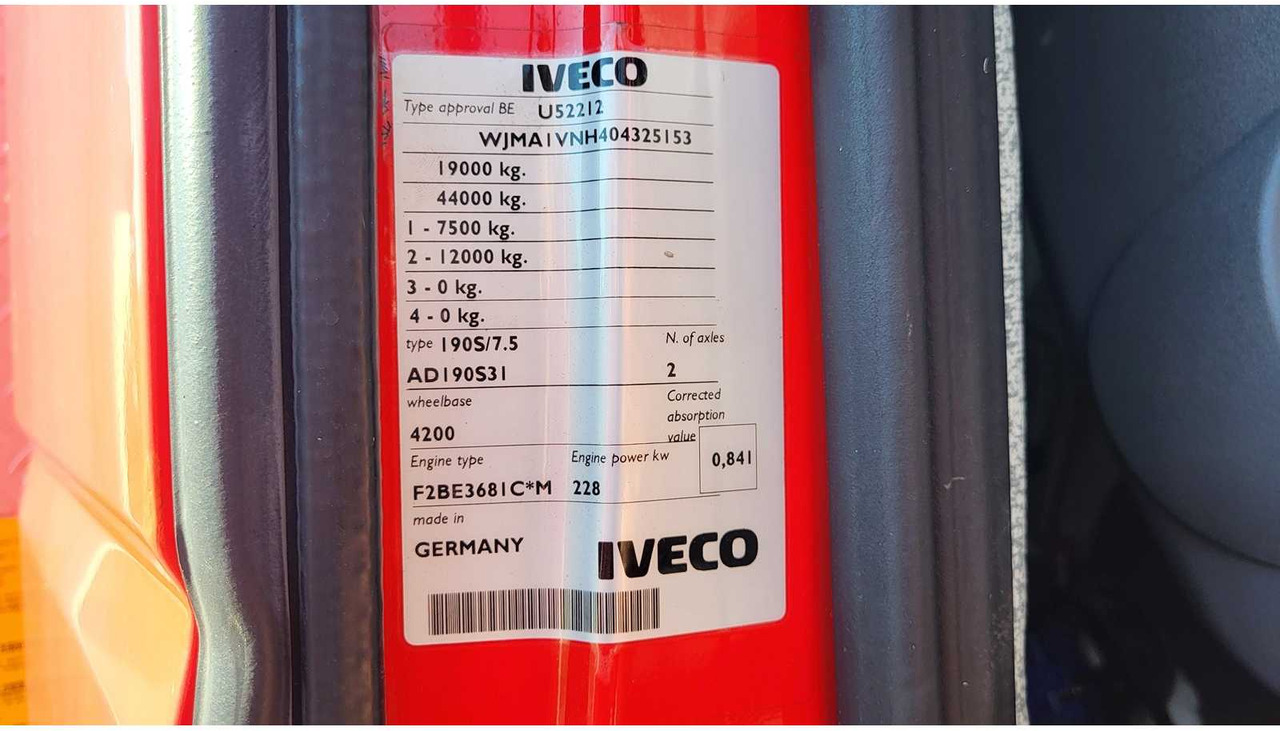 IVECO
Type approval BE U52212
WJMA1VNH404325153
19000 kg.
44000 kg.
1 - 7500 kg.
2 - 12000 kg.
3 - 0 kg.
4 - 0 kg.
type 190S/7.5 N. of axles
AD190S31 2
wheelbase Corrected
absorption
4200 value
Engine type Engine power kw 0,841
F2BE3681C*M 228
made in
GERMANY IVECO